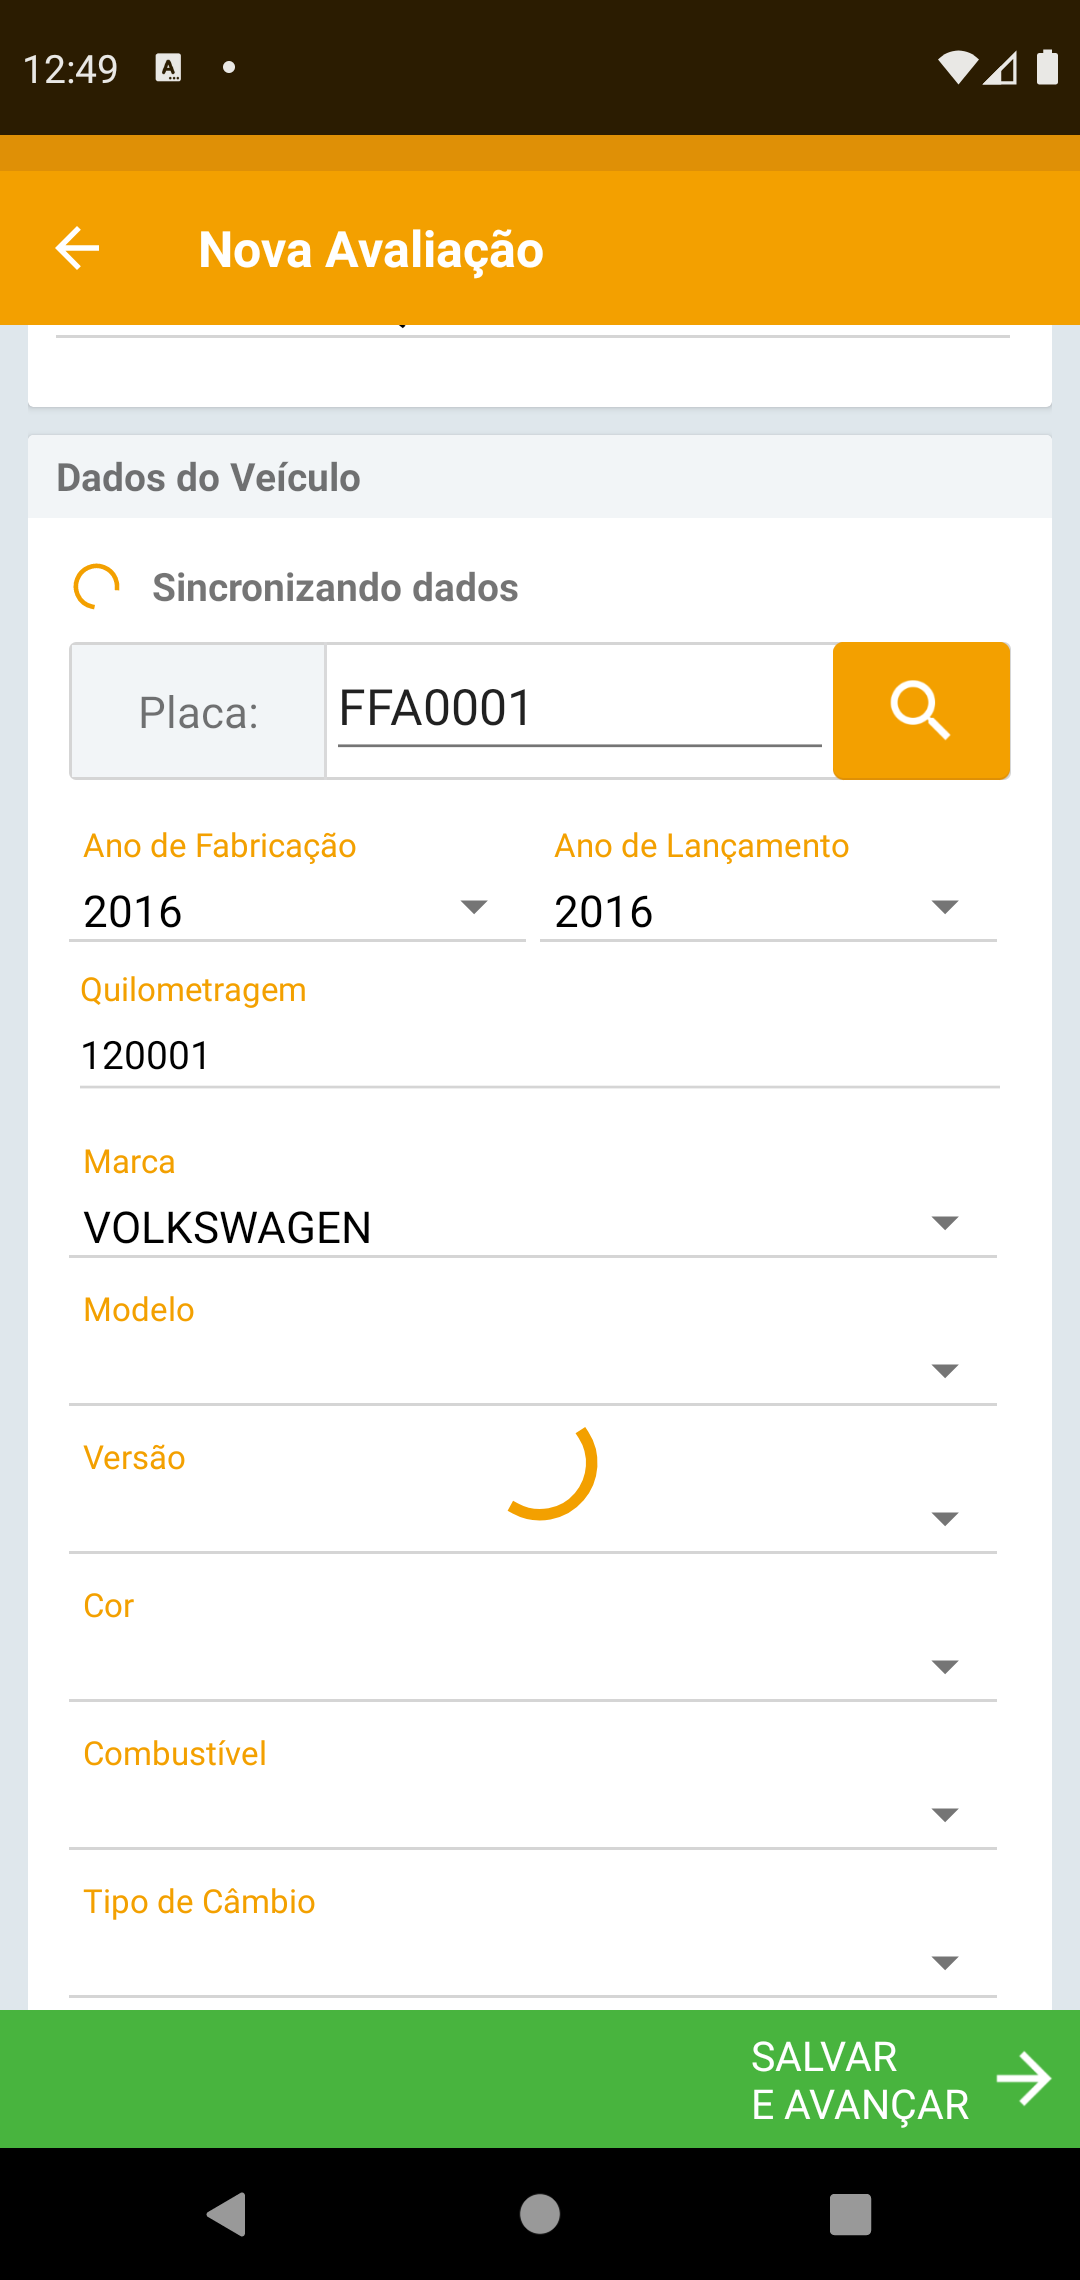 12:49
Nova Avaliação
Dados do Veículo
Sincronizando dados
Placa:
FFA0001
Ano de Fabricação
Ano de Lançamento
2016
2016
Quilometragem
120001
Marca
VOLKSWAGEN
Modelo
Versão
Cor
Combustível
Tipo de Câmbio
SALVAR
E AVANÇAR